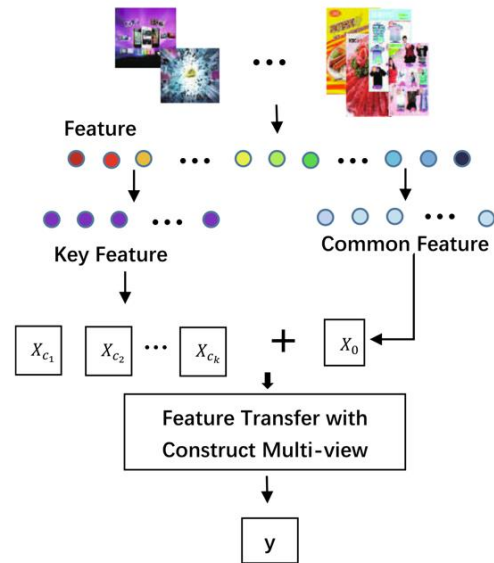 Feature
Key Feature
Common Feature
X_{c_1} X_{c_2} ... X_{c_k} + X_0
Feature Transfer with
Construct Multi-view
y